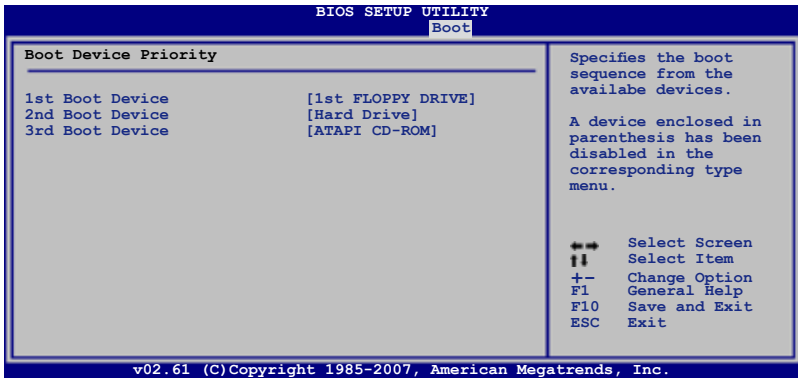 BIOS SETUP UTILITY
Boot
Boot Device Priority
1st Boot Device [1st FLOPPY DRIVE]
2nd Boot Device [Hard Drive]
3rd Boot Device [ATAPI CD-ROM]
Specifies the boot
sequence from the
availabe devices.
A device enclosed in
parenthesis has been
disabled in the
corresponding type
menu.
←→ Select Screen
↑↓ Select Item
+- Change Option
F1 General Help
F10 Save and Exit
ESC Exit
v02.61 (C)Copyright 1985-2007, American Megatrends, Inc.